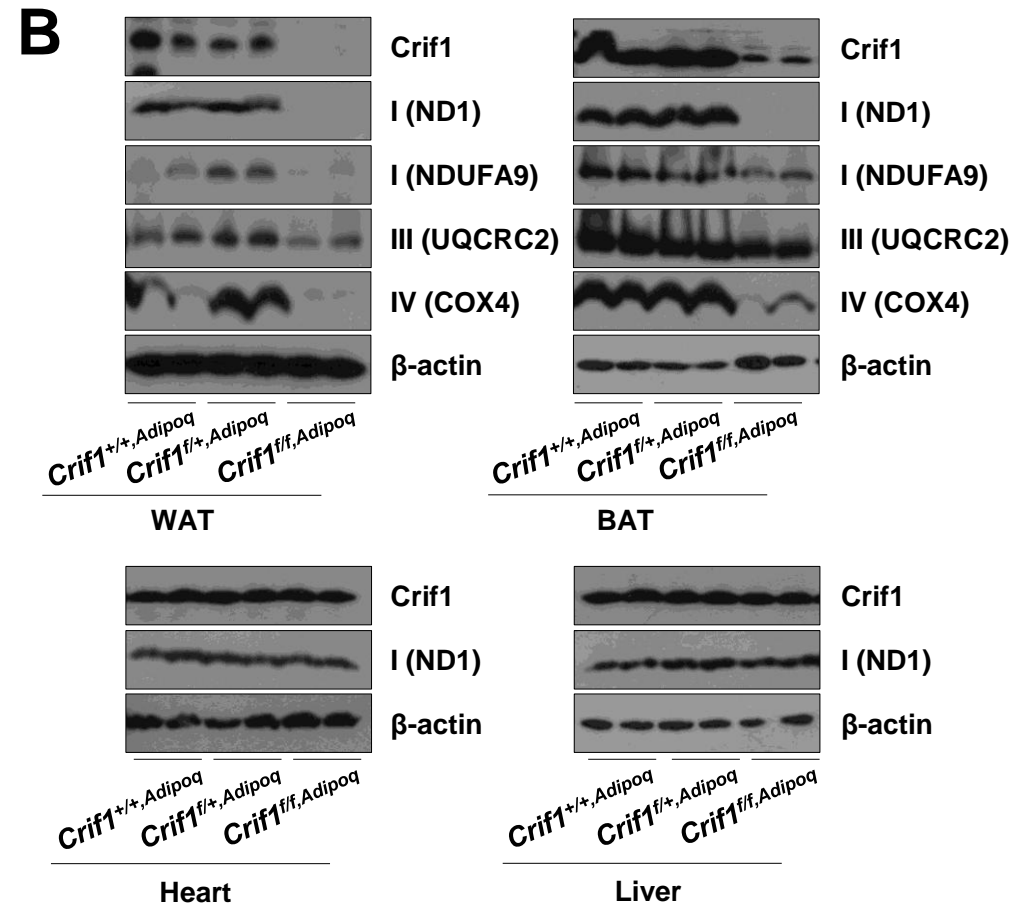 B
Crif1
I (ND1)
I (NDUFA9)
III (UQCRC2)
IV (COX4)
β-actin
Crif1+/+,Adipoq
Crif1f/+,Adipoq
Crif1f/f,Adipoq
WAT
Crif1
I (ND1)
I (NDUFA9)
III (UQCRC2)
IV (COX4)
β-actin
Crif1+/+,Adipoq
Crif1f/+,Adipoq
Crif1f/f,Adipoq
BAT
Crif1
I (ND1)
β-actin
Crif1+/+,Adipoq
Crif1f/+,Adipoq
Crif1f/f,Adipoq
Heart
Crif1
I (ND1)
β-actin
Crif1+/+,Adipoq
Crif1f/+,Adipoq
Crif1f/f,Adipoq
Liver